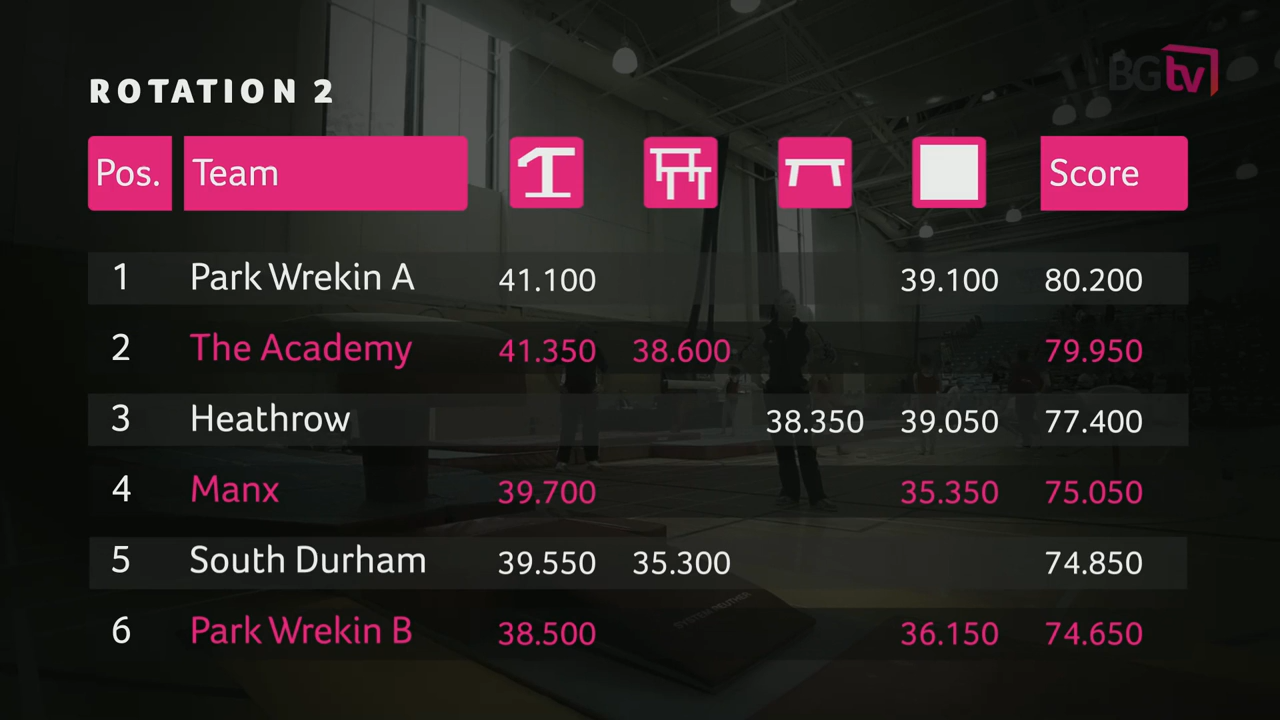 BGtv
ROTATION 2
Pos. Team Score
1 Park Wrekin A 41.100 39.100 80.200
2 The Academy 41.350 38.600 79.950
3 Heathrow 38.350 39.050 77.400
4 Manx 39.700 35.350 75.050
5 South Durham 39.550 35.300 74.850
6 Park Wrekin B 38.500 36.150 74.650